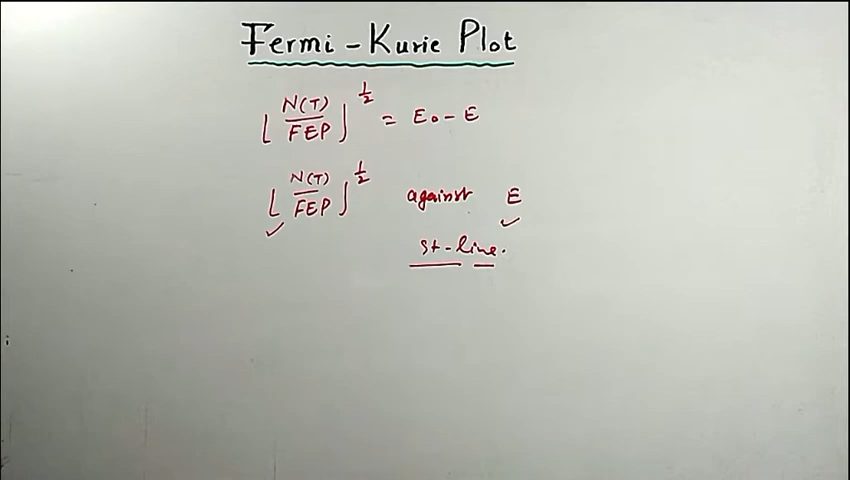 Fermi - Kurie Plot
[N(T)/FEP]^1/2 = E₀ - E
[N(T)/FEP]^1/2 against E
st-line.